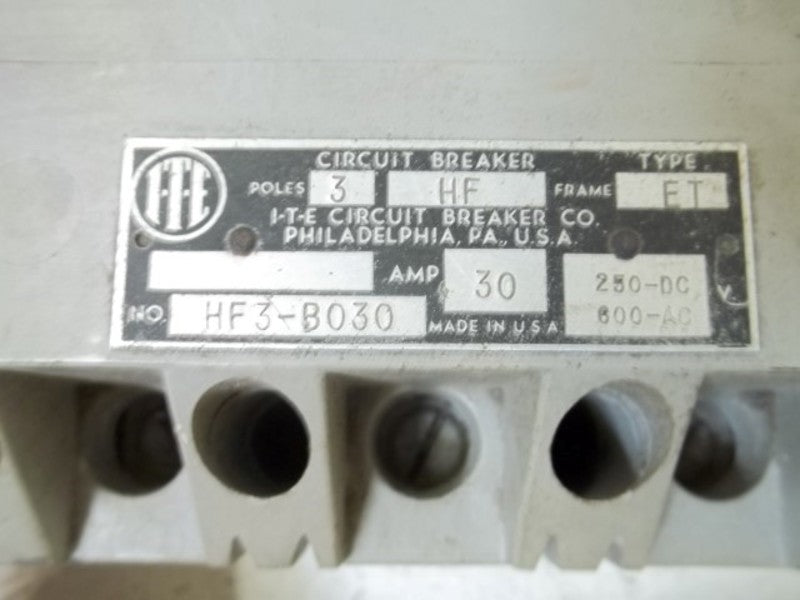 CIRCUIT BREAKER TYPE
I-T-E POLES 3 HF FRAME ET
I-T-E CIRCUIT BREAKER CO.
PHILADELPHIA, PA., U.S.A.
AMP 30 250-DC V.
NO. HF3-B030 MADE IN U S A 600-AC